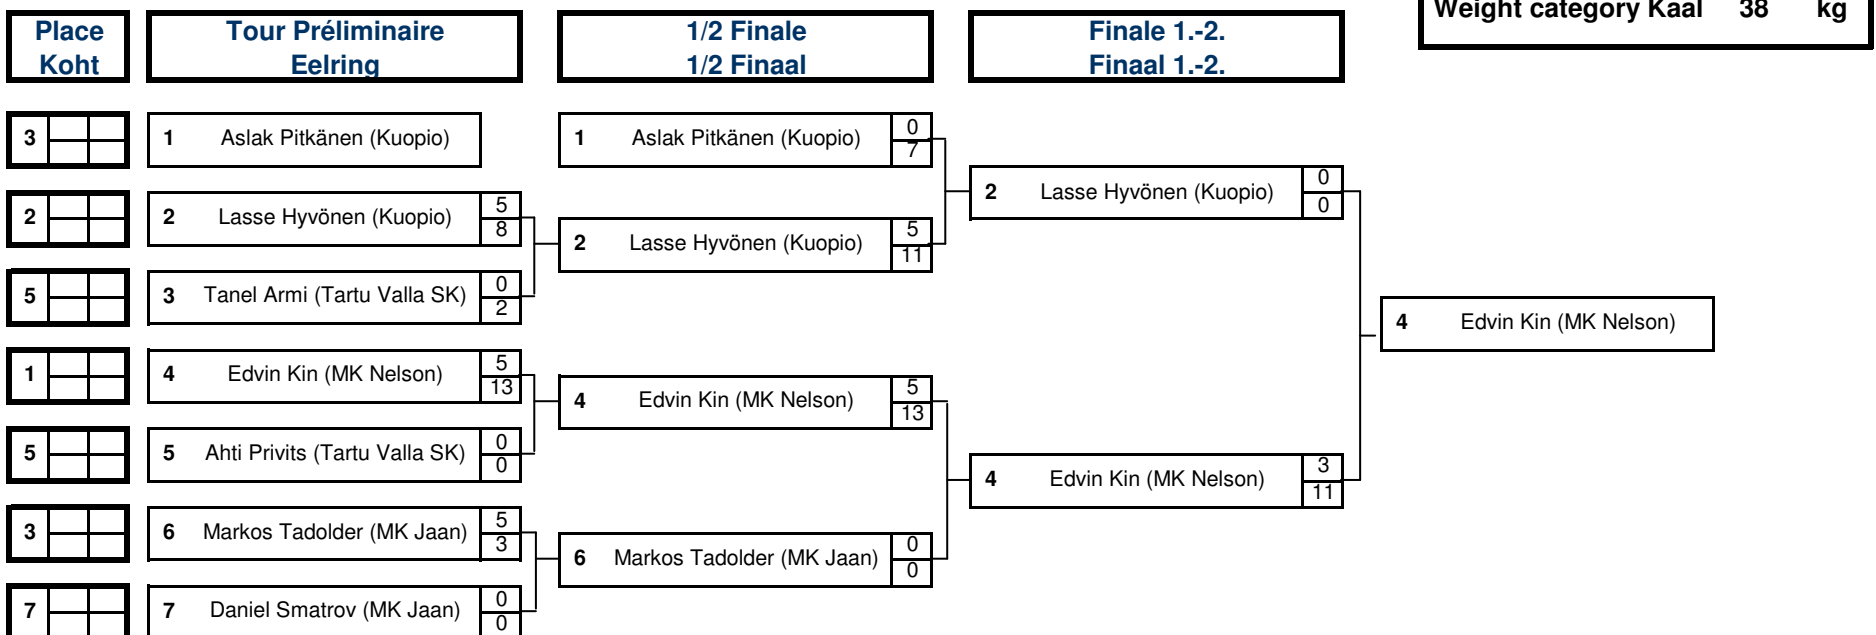 Weight category Kaal 38 kg
Place Koht
Tour Préliminaire Eelring
1/2 Finale 1/2 Finaal
Finale 1.-2. Finaal 1.-2.
3 1 Aslak Pitkänen (Kuopio)
1 Aslak Pitkänen (Kuopio) 0 7
2 Lasse Hyvönen (Kuopio) 0 0
2 2 Lasse Hyvönen (Kuopio) 5 8
2 Lasse Hyvönen (Kuopio) 5 11
5 3 Tanel Armi (Tartu Valla SK) 0 2
4 Edvin Kin (MK Nelson)
1 4 Edvin Kin (MK Nelson) 5 13
4 Edvin Kin (MK Nelson) 5 13
5 5 Ahti Privits (Tartu Valla SK) 0 0
4 Edvin Kin (MK Nelson) 3 11
3 6 Markos Tadolder (MK Jaan) 5 3
6 Markos Tadolder (MK Jaan) 0 0
7 7 Daniel Smatrov (MK Jaan) 0 0